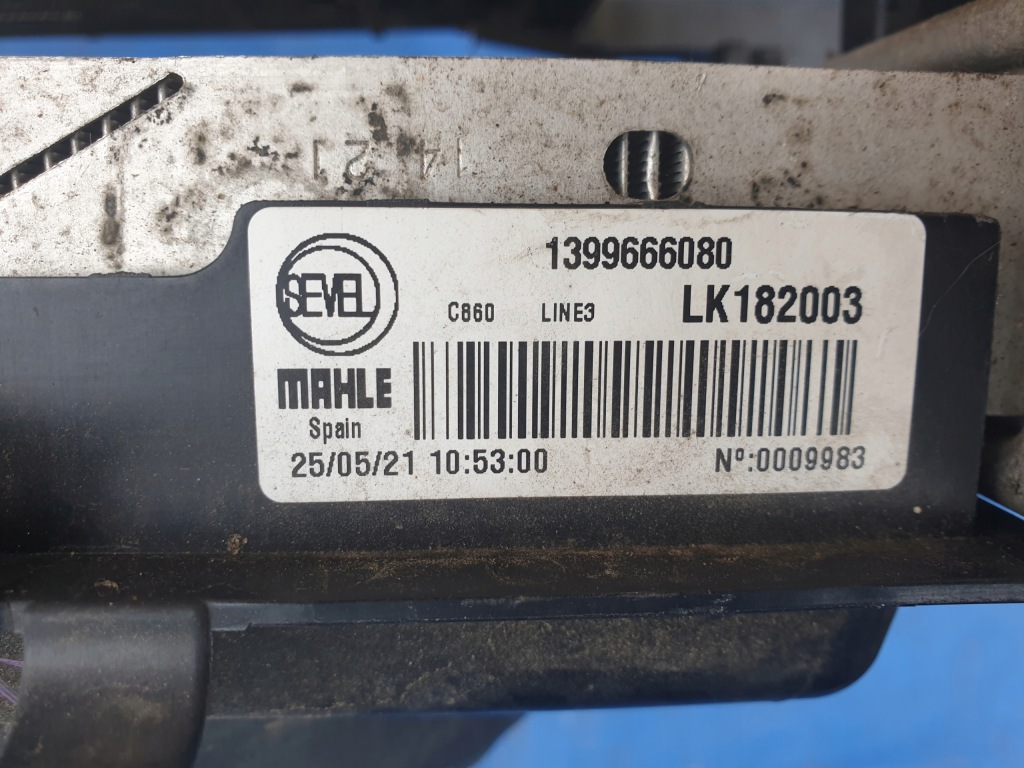 14 21
SEVEL
1399666080
C860 LINE3 LK182003
MAHLE
Spain
25/05/21 10:53:00 Nº:0009983